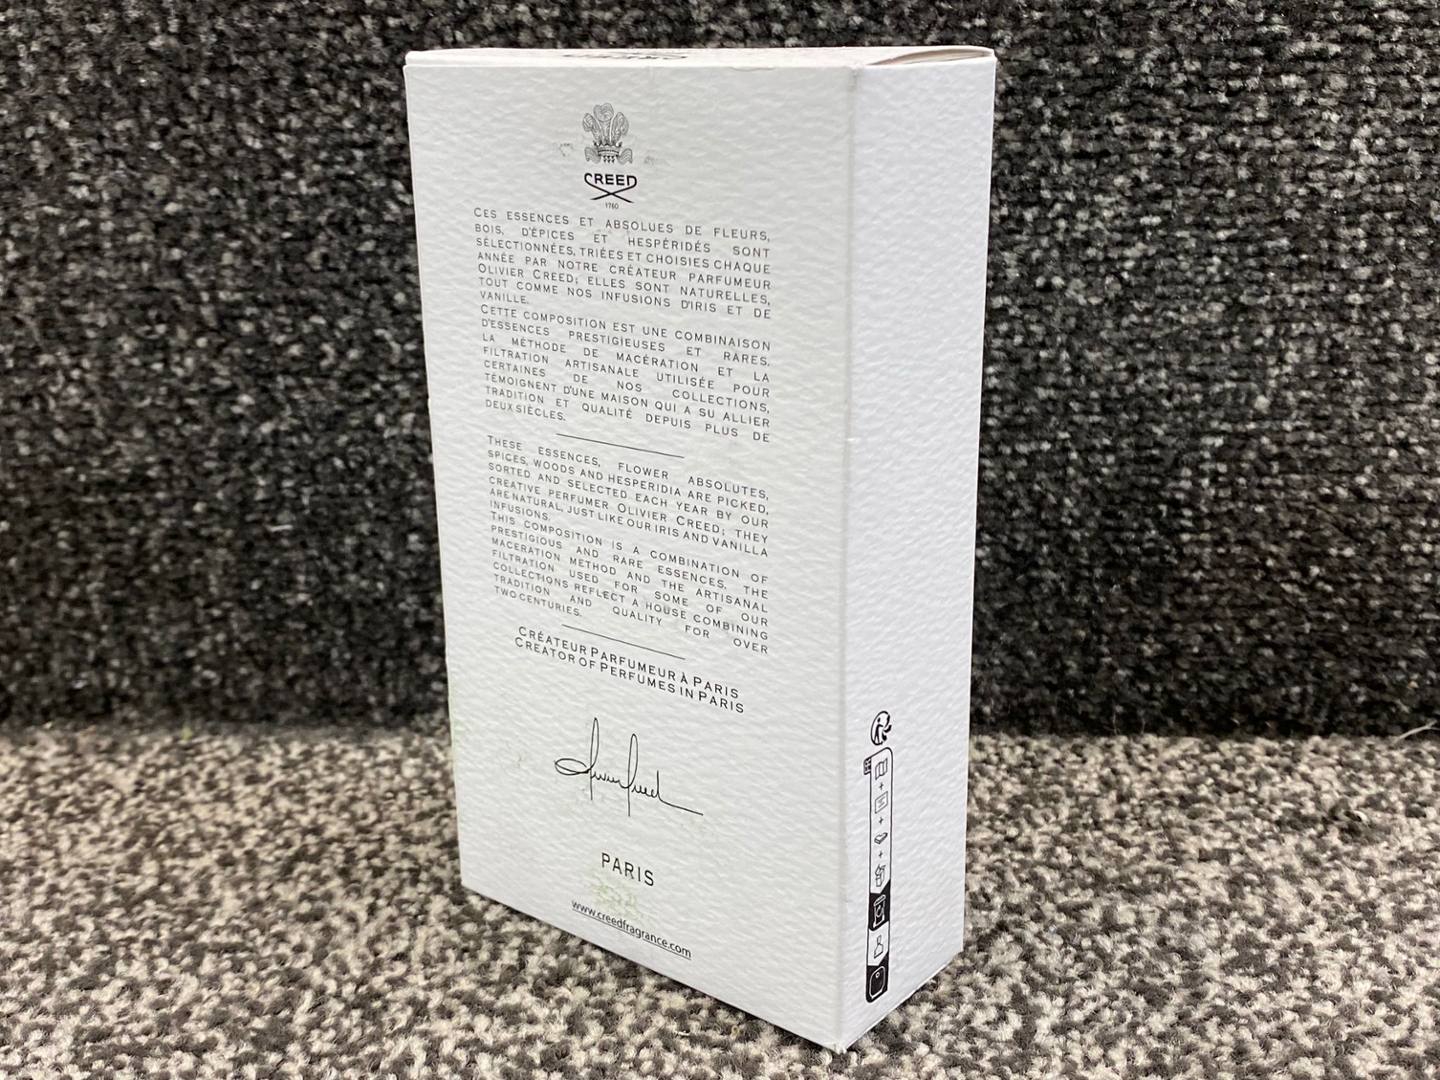 CREED
1760
CES ESSENCES ET ABSOLUES DE FLEURS,
BOIS, D'ÉPICES ET HESPÉRIDÉS SONT
SÉLECTIONNÉES, TRIÉES ET CHOISIES CHAQUE
ANNÉE PAR NOTRE CRÉATEUR PARFUMEUR
OLIVIER CREED; ELLES SONT NATURELLES,
TOUT COMME NOS INFUSIONS D'IRIS ET DE
VANILLE.
CETTE COMPOSITION EST UNE COMBINAISON
D'ESSENCES PRESTIGIEUSES ET RARES.
LA MÉTHODE DE MACÉRATION ET LA
FILTRATION ARTISANALE UTILISÉE POUR
CERTAINES DE NOS COLLECTIONS,
TÉMOIGNENT D'UNE MAISON QUI A SU ALLIER
TRADITION ET QUALITÉ DEPUIS PLUS DE
DEUX SIÈCLES.
THESE ESSENCES, FLOWER ABSOLUTES,
SPICES, WOODS AND HESPERIDIA ARE PICKED,
SORTED AND SELECTED EACH YEAR BY OUR
CREATIVE PERFUMER OLIVIER CREED; THEY
ARE NATURAL, JUST LIKE OUR IRIS AND VANILLA
INFUSIONS.
THIS COMPOSITION IS A COMBINATION OF
PRESTIGIOUS AND RARE ESSENCES. THE
MACERATION METHOD AND THE ARTISANAL
FILTRATION USED FOR SOME OF OUR
COLLECTIONS REFLECT A HOUSE COMBINING
TRADITION AND QUALITY FOR OVER
TWO CENTURIES.
CRÉATEUR PARFUMEUR À PARIS
CREATOR OF PERFUMES IN PARIS
Olivier Creed
PARIS
www.creedfragrance.com